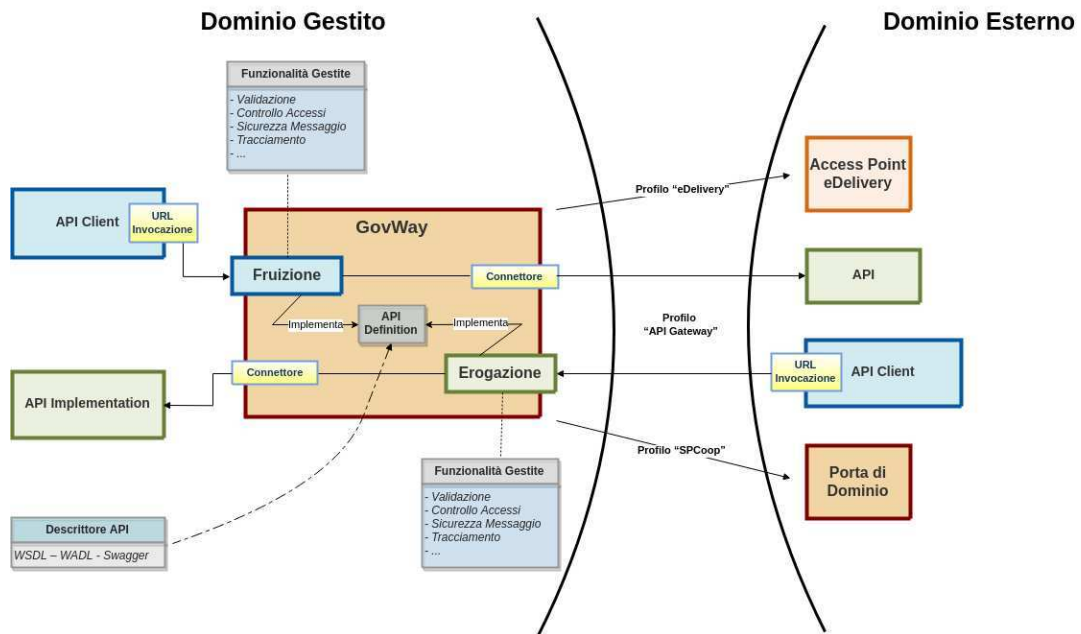 Dominio Gestito
Dominio Esterno
Funzionalità Gestite
- Validazione
- Controllo Accessi
- Sicurezza Messaggio
- Tracciamento
- ...
Access Point
eDelivery
Profilo “eDelivery”
API Client
URL
Invocazione
GovWay
Fruizione
Connettore
API
Implementa
API
Definition
Implementa
Profilo
“API Gateway”
API Implementation
Connettore
Erogazione
URL
Invocazione
API Client
Profilo “SPCoop”
Porta di
Dominio
Funzionalità Gestite
- Validazione
- Controllo Accessi
- Sicurezza Messaggio
- Tracciamento
- ...
Descrittore API
WSDL – WADL - Swagger